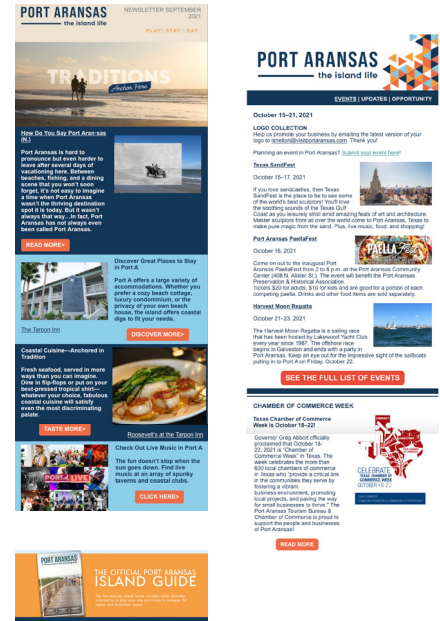 PORT ARANSAS
the island life
NEWSLETTER SEPTEMBER
2021
PLAY| STAY | EAT
TRADITIONS
Anchor Here
How Do You Say Port Aran·sas
(N.)
Port Aransas is hard to
pronounce but even harder to
leave after several days of
vacationing here. Between
beaches, fishing, and a dining
scene that you won't soon
forget, it's not easy to imagine
a time when Port Aransas
wasn't the thriving destination
spot it is today. But it wasn't
always that way…In fact, Port
Aransas has not always even
been called Port Aransas.
READ MORE>
The Tarpon Inn
Discover Great Places to Stay
in Port A
Port A offers a large variety of
accommodations. Whether you
prefer a cozy beach cottage,
luxury condominium, or the
privacy of your own beach
house, the island offers coastal
digs to fit your needs.
DISCOVER MORE>
Coastal Cuisine—Anchored in
Tradition
Fresh seafood, served in more
ways than you can imagine.
Dine in flip-flops or put on your
best-pressed tropical shirt—
whatever your choice, fabulous
coastal cuisine will satisfy
even the most discriminating
palate.
TASTE MORE>
Roosevelt's at the Tarpon Inn
PORT A LIVE
Check Out Live Music in Port A
The fun doesn't stop when the
sun goes down. Find live
music at an array of spunky
taverns and coastal clubs.
CLICK HERE>
PORT ARANSAS
THE OFFICIAL PORT ARANSAS
ISLAND GUIDE
PORT ARANSAS
the island life
EVENTS | UPDATES | OPPORTUNITY
October 15–21, 2021
LOGO COLLECTION
Help us promote your business by emailing the latest version of your
logo to lsnelton@visitportaransas.com. Thank you!
Planning an event in Port Aransas? Submit your event here!
Texas SandFest
October 15–17, 2021
If you love sandcastles, then Texas
SandFest is the place to be to see some
of the world's best sculptors! You'll love
the soothing sounds of the Texas Gulf
Coast as you leisurely stroll amid amazing feats of art and architecture.
Master sculptors from all over the world come to Port Aransas, Texas to
make pure magic from the sand. Plus, live music, food, and shopping!
Port Aransas PaellaFest
October 16, 2021
PAELLA
Come on out to the inaugural Port
Aransas PaellaFest from 2 to 8 p.m. at the Port Aransas Community
Center (408 N. Alister St.). The event will benefit the Port Aransas
Preservation & Historical Association.
Tickets $20 for adults, $10 for kids and are good for a portion of each
competing paella. Drinks and other food items are sold separately.
Harvest Moon Regatta
October 21–23, 2021
The Harvest Moon Regatta is a sailing race
that has been hosted by Lakewood Yacht Club
every year since 1987. The offshore race
begins in Galveston and ends with a party in
Port Aransas. Keep an eye out for the impressive sight of the sailboats
pulling in to Port A on Friday, October 22.
SEE THE FULL LIST OF EVENTS
CHAMBER OF COMMERCE WEEK
Texas Chamber of Commerce
Week is October 18–22!
Governor Greg Abbott officially
proclaimed that October 18-
22, 2021 is "Chamber of
Commerce Week" in Texas. The
week celebrates the more than
600 local chambers of commerce
in Texas who "provide a critical link
in the communities they serve by
fostering a vibrant
business environment, promoting
local projects, and paving the way
for small businesses to thrive." The
Port Aransas Tourism Bureau &
Chamber of Commerce is proud to
support the people and businesses
of Port Aransas!
READ MORE
CELEBRATE
TEXAS CHAMBER OF
COMMERCE WEEK
OCTOBER 18-22